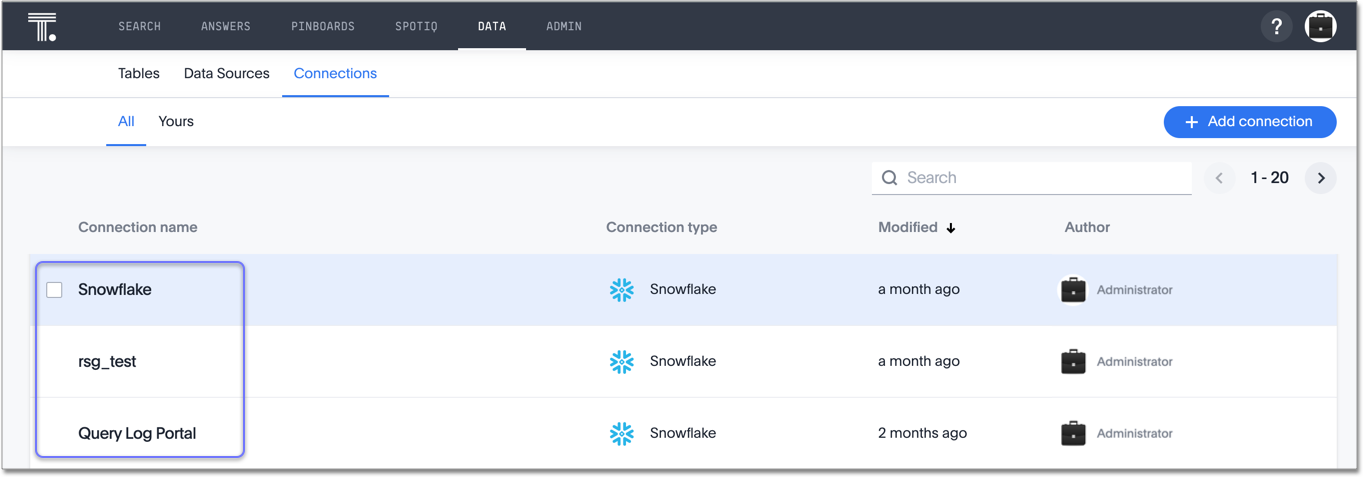 T. SEARCH ANSWERS PINBOARDS SPOTIQ DATA ADMIN ?
Tables Data Sources Connections
All Yours + Add connection
Search 1 - 20
Connection name Connection type Modified Author
Snowflake Snowflake a month ago Administrator
rsg_test Snowflake a month ago Administrator
Query Log Portal Snowflake 2 months ago Administrator